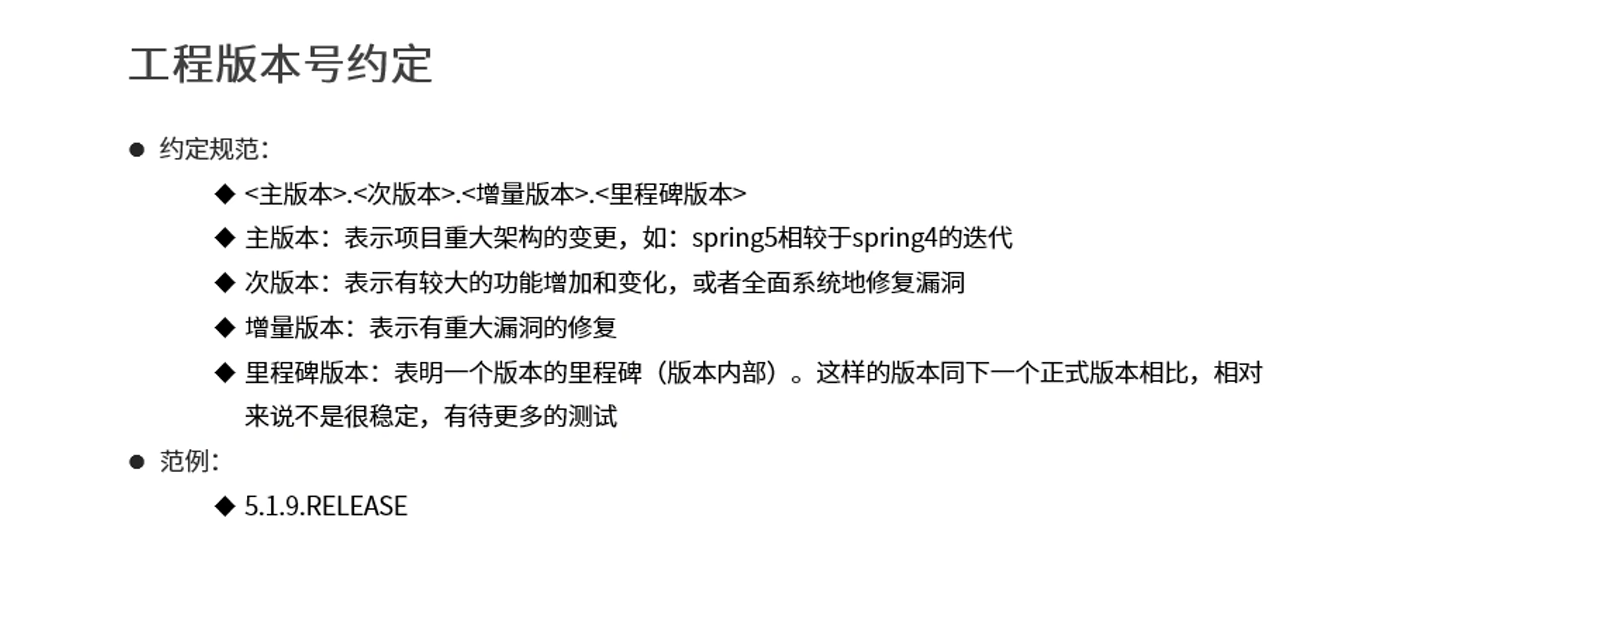 工程版本号约定
● 约定规范：
◆ <主版本>.<次版本>.<增量版本>.<里程碑版本>
◆ 主版本：表示项目重大架构的变更，如：spring5相较于spring4的迭代
◆ 次版本：表示有较大的功能增加和变化，或者全面系统地修复漏洞
◆ 增量版本：表示有重大漏洞的修复
◆ 里程碑版本：表明一个版本的里程碑（版本内部）。这样的版本同下一个正式版本相比，相对
来说不是很稳定，有待更多的测试
● 范例：
◆ 5.1.9.RELEASE